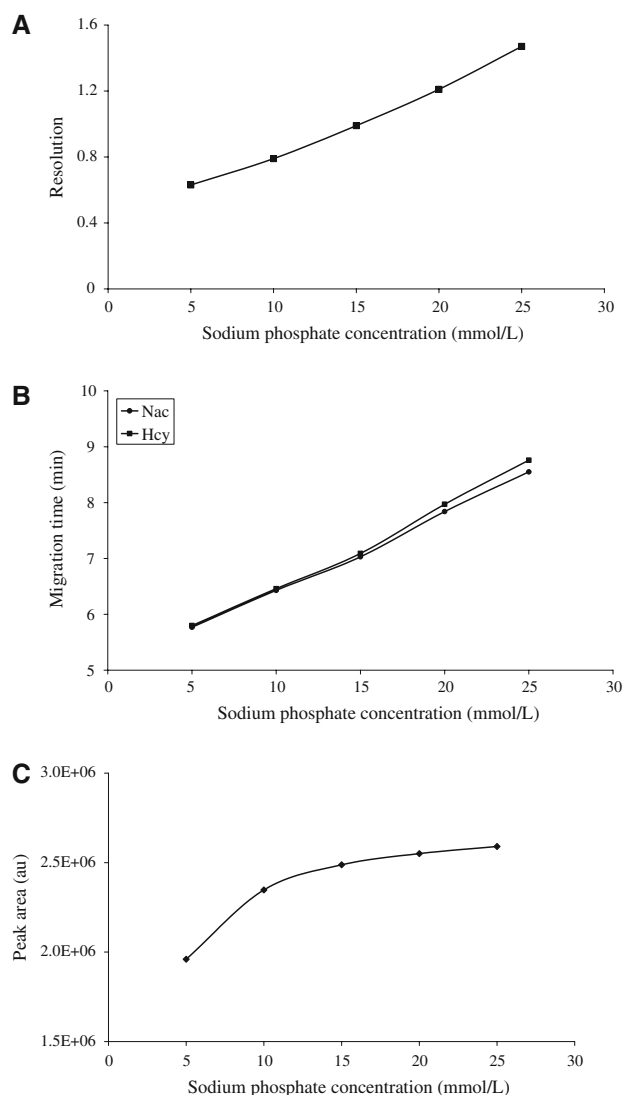 A
1.6
1.2
0.8
0.4
0
Resolution
0 5 10 15 20 25 30
Sodium phosphate concentration (mmol/L)
B
10
9
8
7
6
5
Migration time (min)
Nac
Hcy
0 5 10 15 20 25 30
Sodium phosphate concentration (mmol/L)
C
3.0E+06
2.5E+06
2.0E+06
1.5E+06
Peak area (au)
0 5 10 15 20 25 30
Sodium phosphate concentration (mmol/L)